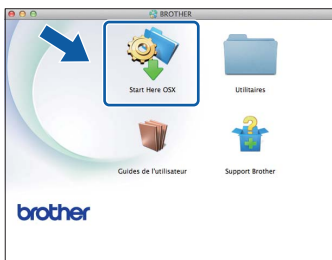 BROTHER
Start Here OSX
Utilitaires
Guides de l'utilisateur
Support Brother
brother